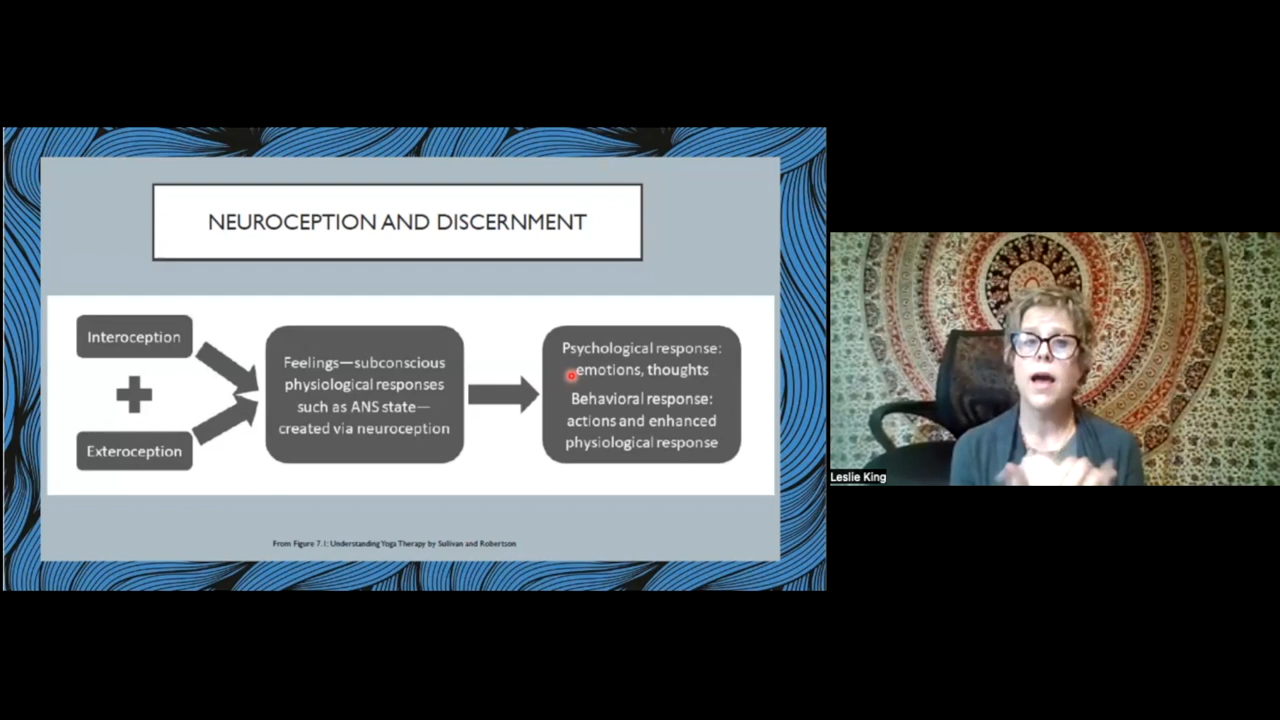 NEUROCEPTION AND DISCERNMENT
Interoception
Exteroception
Feelings—subconscious
physiological responses
such as ANS state—
created via neuroception
Psychological response:
emotions, thoughts
Behavioral response:
actions and enhanced
physiological response
From Figure 7.1: Understanding Yoga Therapy by Sullivan and Robertson
Leslie King